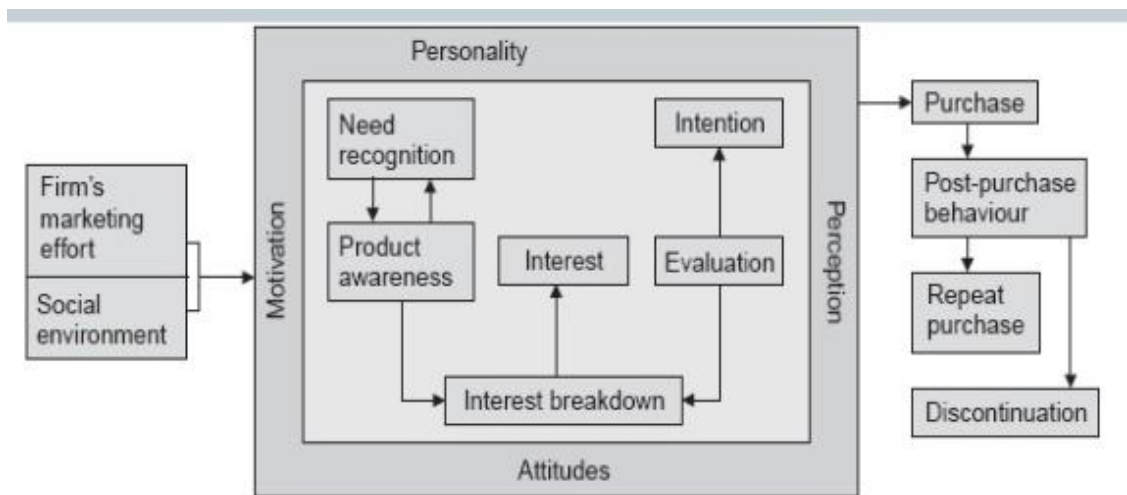 Personality
Need
recognition
Intention
Purchase
Firm's
marketing
effort
Social
environment
Motivation
Product
awareness
Interest
Evaluation
Perception
Post-purchase
behaviour
Repeat
purchase
Interest breakdown
Discontinuation
Attitudes